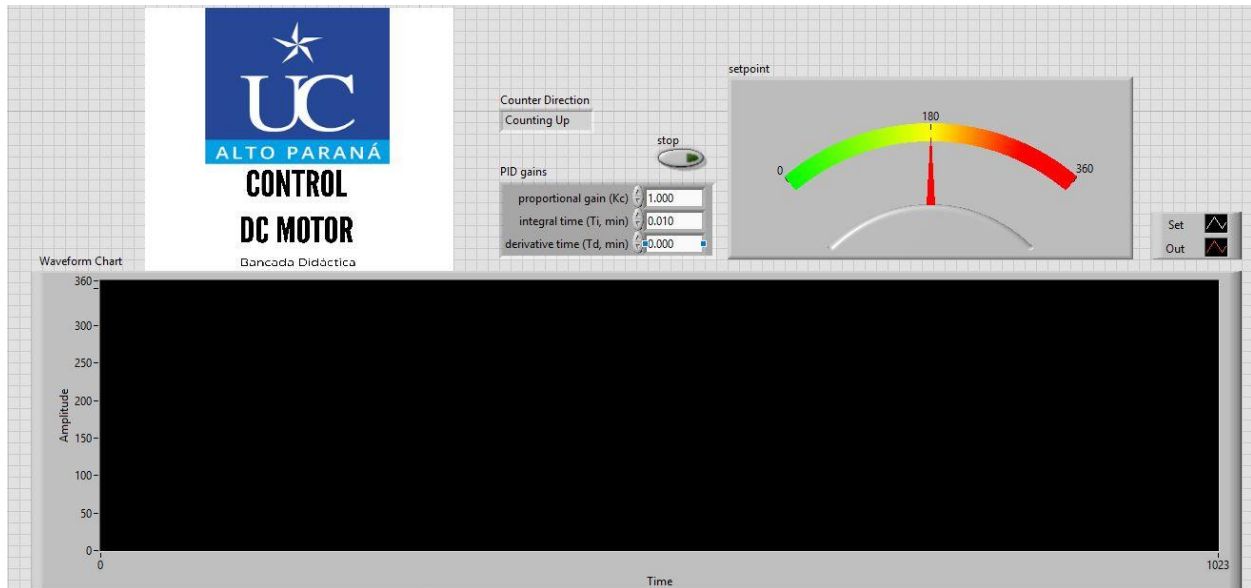 UC
ALTO PARANÁ
CONTROL
DC MOTOR
Bancada Didáctica
Counter Direction
Counting Up
stop
PID gains
proportional gain (Kc) 1.000
integral time (Ti, min) 0.010
derivative time (Td, min) 0.000
setpoint
0
180
360
Set
Out
Waveform Chart
360
300
250
200
150
100
50
0
Amplitude
0
1023
Time